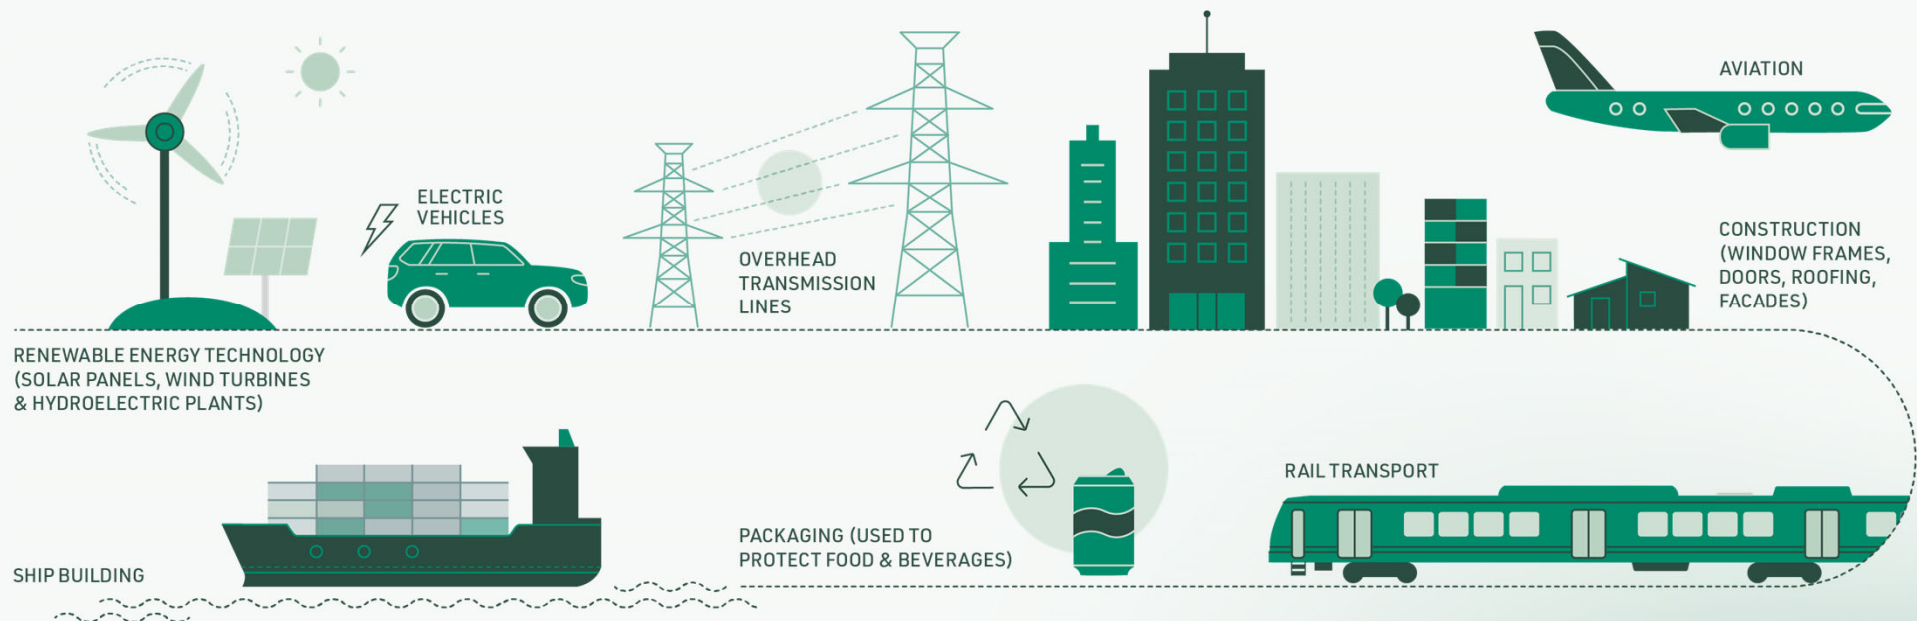 AVIATION
ELECTRIC
VEHICLES
OVERHEAD
TRANSMISSION
LINES
CONSTRUCTION
(WINDOW FRAMES,
DOORS, ROOFING,
FACADES)
RENEWABLE ENERGY TECHNOLOGY
(SOLAR PANELS, WIND TURBINES
& HYDROELECTRIC PLANTS)
RAIL TRANSPORT
PACKAGING (USED TO
PROTECT FOOD & BEVERAGES)
SHIP BUILDING